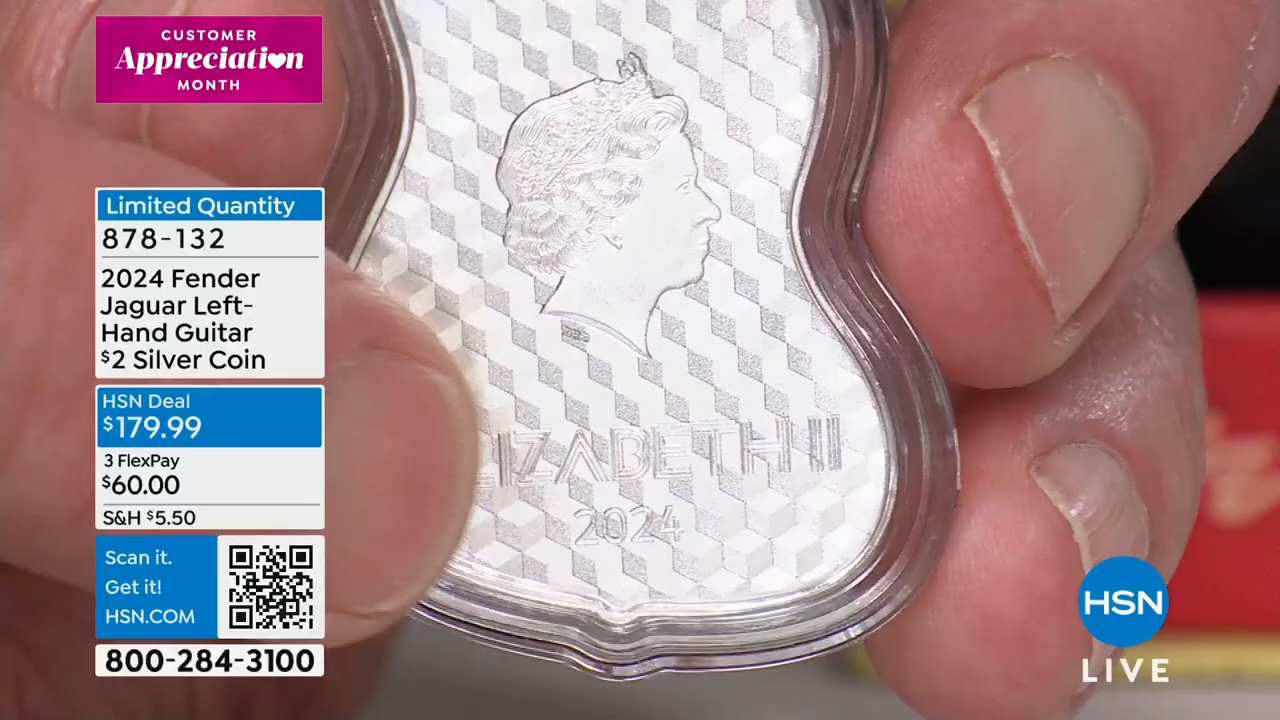 CUSTOMER
Appreciation
MONTH
Limited Quantity
878-132
2024 Fender
Jaguar Left-
Hand Guitar
$2 Silver Coin
HSN Deal
$179.99
3 FlexPay
$60.00
S&H $5.50
Scan it.
Get it!
HSN.COM
800-284-3100
IZABETH II
2024
HSN
LIVE